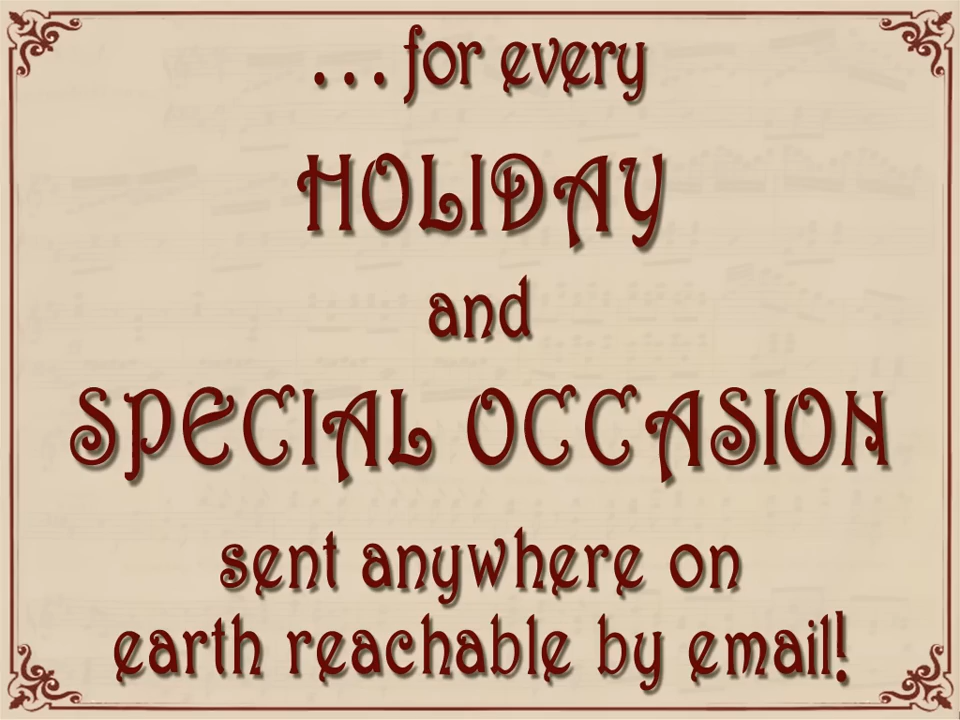 ...for every
HOLIDAY
and
SPECIAL OCCASION
sent anywhere on
earth reachable by email!